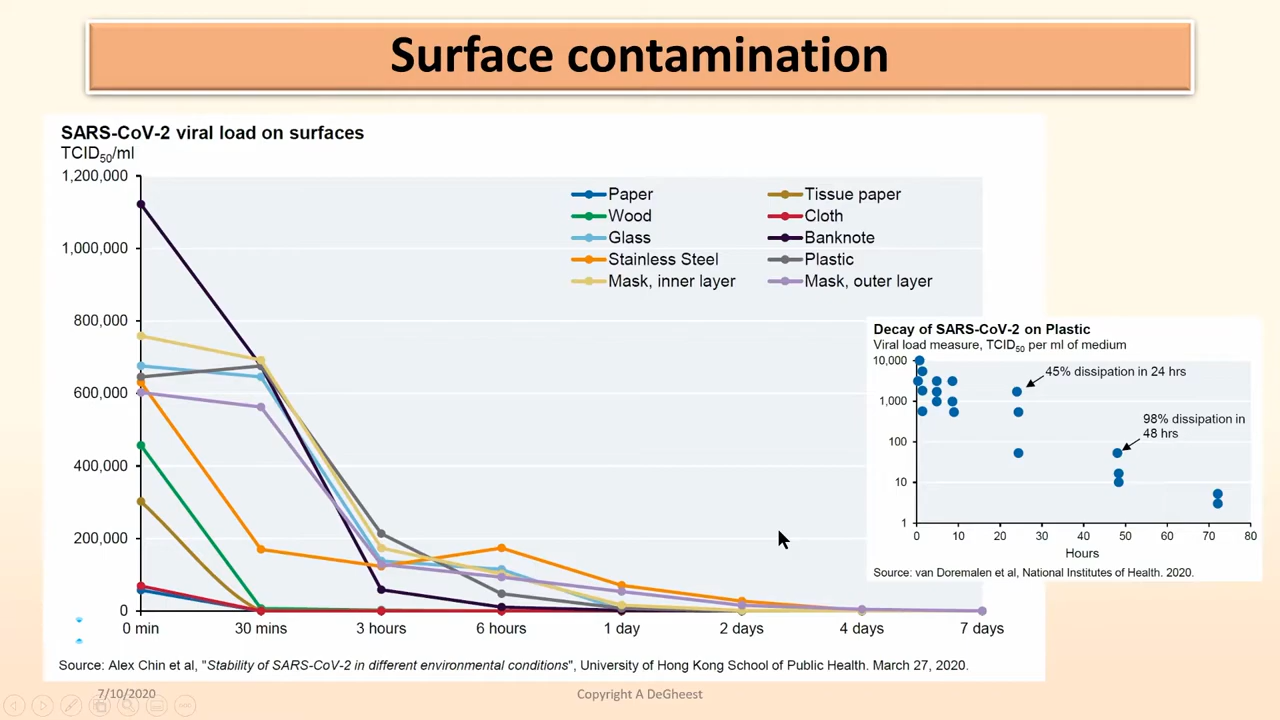 Surface contamination
SARS-CoV-2 viral load on surfaces
TCID50/ml
1,200,000
1,000,000
800,000
600,000
400,000
200,000
0
0 min 30 mins 3 hours 6 hours 1 day 2 days 4 days 7 days
Paper Tissue paper
Wood Cloth
Glass Banknote
Stainless Steel Plastic
Mask, inner layer Mask, outer layer
Source: Alex Chin et al, "Stability of SARS-CoV-2 in different environmental conditions", University of Hong Kong School of Public Health. March 27, 2020.
Decay of SARS-CoV-2 on Plastic
Viral load measure, TCID50 per ml of medium
10,000
1,000
100
10
1
45% dissipation in 24 hrs
98% dissipation in
48 hrs
0 10 20 30 40 50 60 70 80
Hours
Source: van Doremalen et al, National Institutes of Health. 2020.
7/10/2020
Copyright A DeGheest